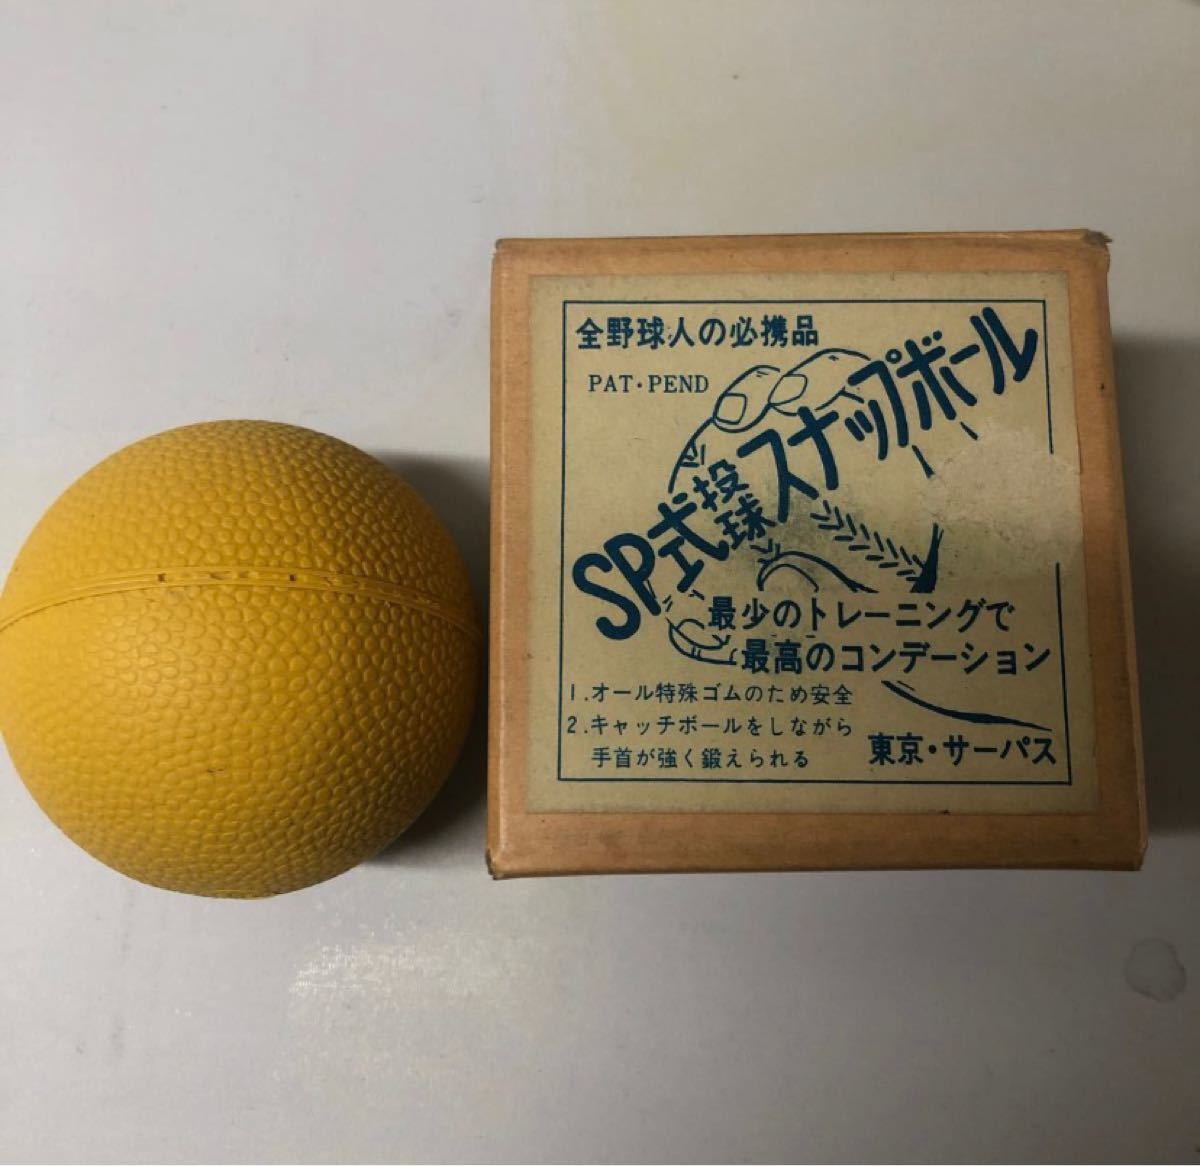 全野球人の必携品
PAT・PEND
SP式投球スナップボール
最少のトレーニングで
最高のコンデーション
1.オール特殊ゴムのため安全
2.キャッチボールをしながら
手首が強く鍛えられる
東京・サーパス